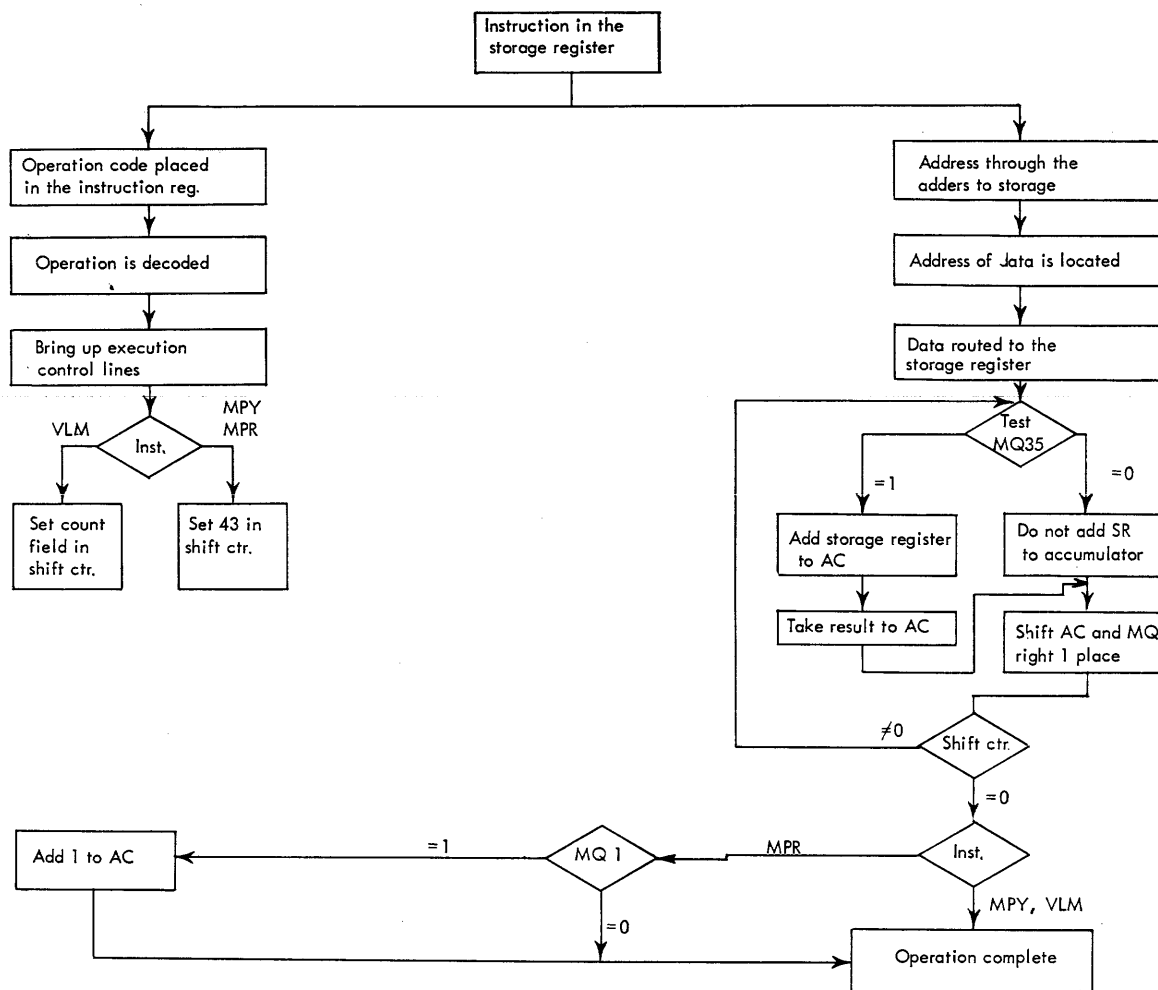 Instruction in the
storage register
Operation code placed
in the instruction reg.
Operation is decoded
Bring up execution
control lines
VLM
MPY
MPR
Inst.
Set count
field in
shift ctr.
Set 43 in
shift ctr.
Address through the
adders to storage
Address of data is located
Data routed to the
storage register
Test
MQ35
=1
=0
Add storage register
to AC
Take result to AC
Do not add SR
to accumulator
Shift AC and MQ
right 1 place
≠0
Shift ctr.
=0
Inst.
MPR
MPY, VLM
MQ 1
=1
=0
Add 1 to AC
Operation complete